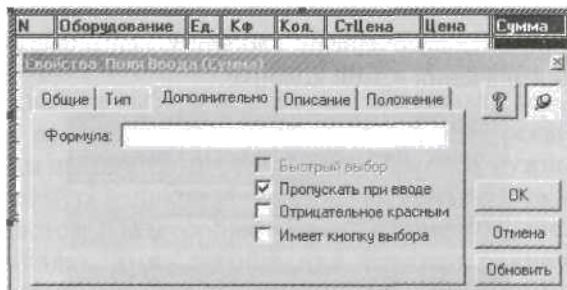 N Оборудование Ед. Кф Кол. СтЦена Цена Сумма
Свойства Поля Ввода (Сумма)
Общие Тип Дополнительно Описание Положение ?
Формула:
Быстрый выбор
Пропускать при вводе OK
Отрицательное красным
Имеет кнопку выбора Отмена
Обновить